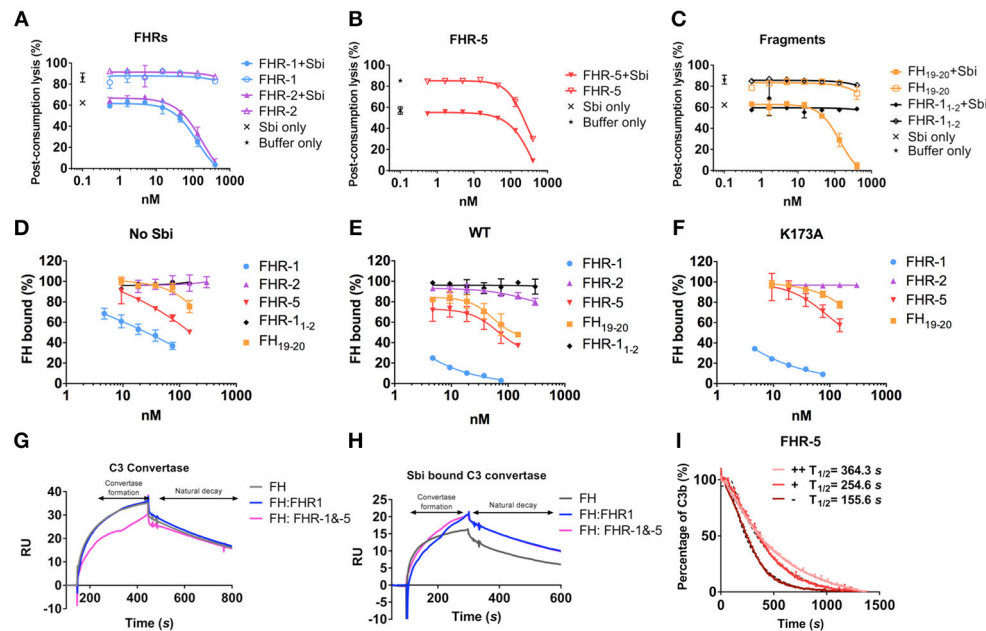 A
FHRs
Post-consumption lysis (%)
100
80
60
40
20
0
0.1 1 10 100 1000
nM
FHR-1+Sbi
FHR-1
FHR-2+Sbi
FHR-2
Sbi only
Buffer only
B
FHR-5
Post-consumption lysis (%)
100
80
60
40
20
0
0.1 1 10 100 1000
nM
FHR-5+Sbi
FHR-5
Sbi only
Buffer only
C
Fragments
Post-consumption lysis (%)
100
80
60
40
20
0
0.1 1 10 100 1000
nM
FH19-20+Sbi
FH19-20
FHR-11-2+Sbi
FHR-11-2
Sbi only
Buffer only
D
No Sbi
FH bound (%)
120
100
80
60
40
20
0
1 10 100 1000
nM
FHR-1
FHR-2
FHR-5
FHR-11-2
FH19-20
E
WT
FH bound (%)
120
100
80
60
40
20
0
1 10 100 1000
nM
FHR-1
FHR-2
FH19-20
FHR-5
FHR-11-2
F
K173A
FH bound (%)
120
100
80
60
40
20
0
1 10 100 1000
nM
FHR-1
FHR-2
FHR-5
FH19-20
G
C3 Convertase
Convertase formation
Natural decay
RU
50
40
30
20
10
0
-10
200 400 600 800
Time (s)
FH
FH:FHR1
FH: FHR-1&-5
H
Sbi bound C3 convertase
Convertase formation
Natural decay
RU
30
25
20
15
10
5
0
-10
200 400 600
Time (s)
FH
FH:FHR1
FH: FHR-1&-5
I
FHR-5
Percentage of C3b (%)
100
50
0
0 500 1000 1500
Time (s)
++ T1/2= 364.3 s
+ T1/2= 254.6 s
- T1/2= 155.6 s